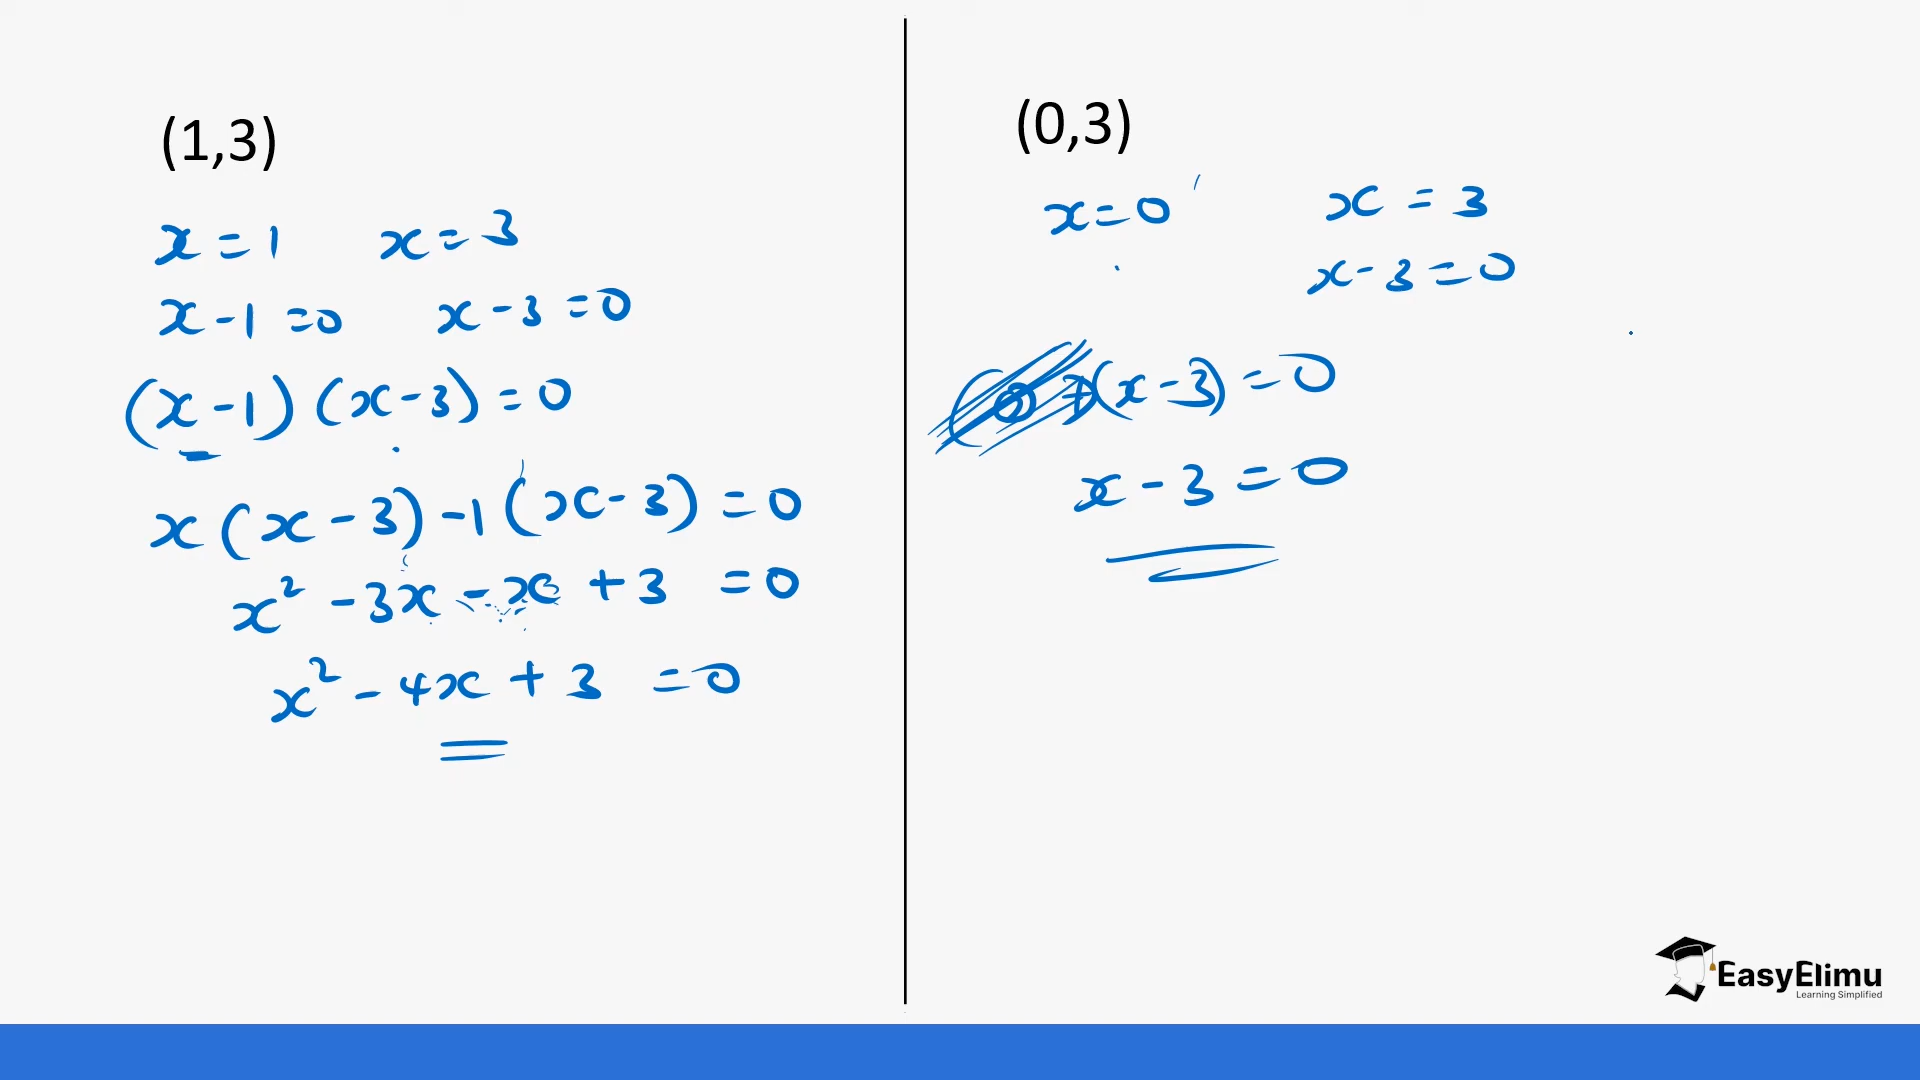 (1,3)
x = 1 x = 3
x - 1 = 0 x - 3 = 0
(x - 1) (x - 3) = 0
x (x - 3) - 1 (x - 3) = 0
x² - 3x - x + 3 = 0
x² - 4x + 3 = 0
(0,3)
x = 0 x = 3
x - 3 = 0
(x - 3) = 0
x - 3 = 0
EasyElimu
Learning Simplified